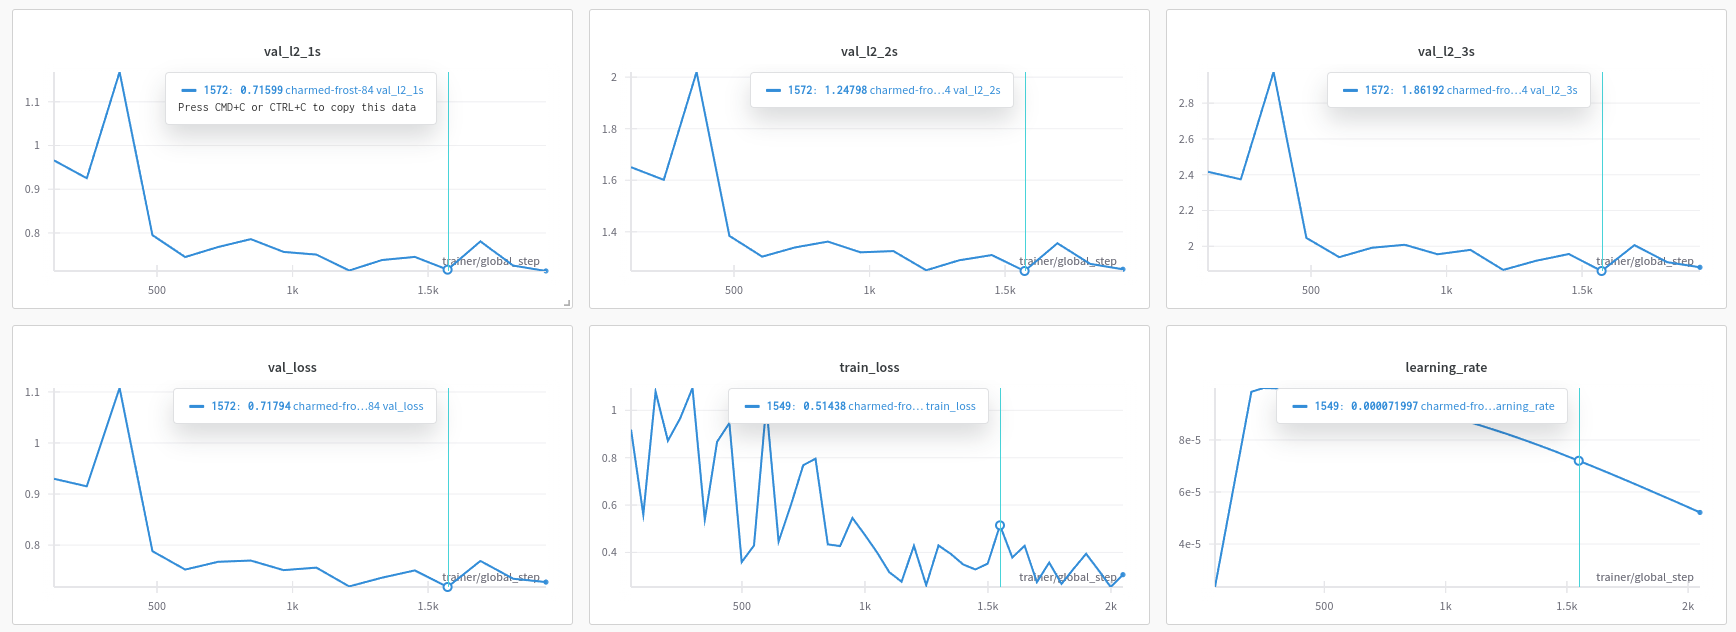 val_l2_1s
1572: 0.71599 charmed-frost-84 val_l2_1s
Press CMD+C or CTRL+C to copy this data
1.1
1
0.9
0.8
trainer/global_step
500
1k
1.5k
val_l2_2s
1572: 1.24798 charmed-fro...4 val_l2_2s
2
1.8
1.6
1.4
trainer/global_step
500
1k
1.5k
val_l2_3s
1572: 1.86192 charmed-fro...4 val_l2_3s
2.8
2.6
2.4
2.2
2
trainer/global_step
500
1k
1.5k
val_loss
1572: 0.71794 charmed-fro...84 val_loss
1.1
1
0.9
0.8
trainer/global_step
500
1k
1.5k
train_loss
1549: 0.51438 charmed-fro... train_loss
1
0.8
0.6
0.4
trainer/global_step
500
1k
1.5k
2k
learning_rate
1549: 0.000071997 charmed-fro...arning_rate
8e-5
6e-5
4e-5
trainer/global_step
500
1k
1.5k
2k